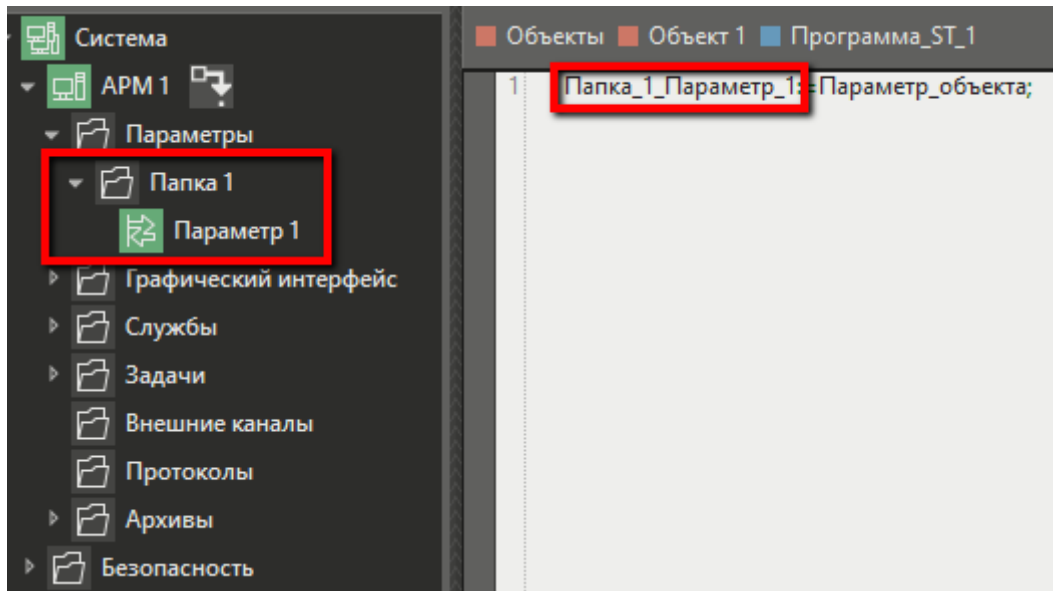 Система
АРМ 1
Параметры
Папка 1
Параметр 1
Графический интерфейс
Службы
Задачи
Внешние каналы
Протоколы
Архивы
Безопасность
Объекты Объект 1 Программа_ST_1
1 Папка_1_Параметр_1:=Параметр_объекта;